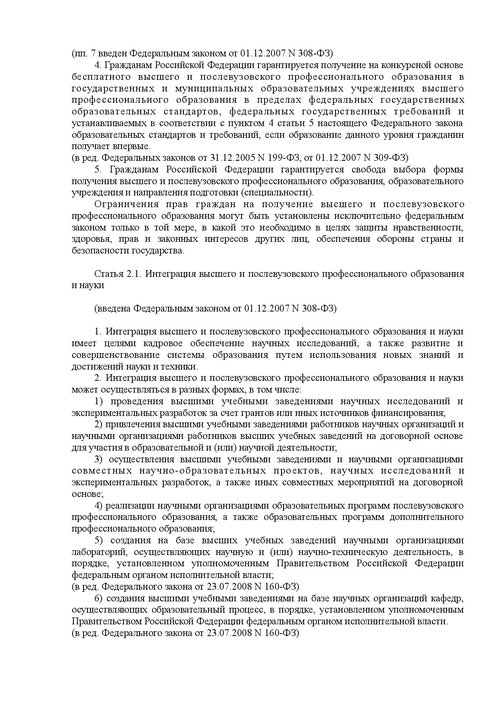 (пп. 7 введен Федеральным законом от 01.12.2007 N 308-ФЗ)
4. Гражданам Российской Федерации гарантируется получение на конкурсной основе
бесплатного высшего и послевузовского профессионального образования в
государственных и муниципальных образовательных учреждениях высшего
профессионального образования в пределах федеральных государственных
образовательных стандартов, федеральных государственных требований и
устанавливаемых в соответствии с пунктом 4 статьи 5 настоящего Федерального закона
образовательных стандартов и требований, если образование данного уровня гражданин
получает впервые.
(в ред. Федеральных законов от 31.12.2005 N 199-ФЗ, от 01.12.2007 N 309-ФЗ)
5. Гражданам Российской Федерации гарантируется свобода выбора формы
получения высшего и послевузовского профессионального образования, образовательного
учреждения и направления подготовки (специальности).
Ограничения прав граждан на получение высшего и послевузовского
профессионального образования могут быть установлены исключительно федеральным
законом только в той мере, в какой это необходимо в целях защиты нравственности,
здоровья, прав и законных интересов других лиц, обеспечения обороны страны и
безопасности государства.
Статья 2.1. Интеграция высшего и послевузовского профессионального образования
и науки
(введена Федеральным законом от 01.12.2007 N 308-ФЗ)
1. Интеграция высшего и послевузовского профессионального образования и науки
имеет целями кадровое обеспечение научных исследований, а также развитие и
совершенствование системы образования путем использования новых знаний и
достижений науки и техники.
2. Интеграция высшего и послевузовского профессионального образования и науки
может осуществляться в разных формах, в том числе:
1) проведения высшими учебными заведениями научных исследований и
экспериментальных разработок за счет грантов или иных источников финансирования;
2) привлечения высшими учебными заведениями работников научных организаций и
научными организациями работников высших учебных заведений на договорной основе
для участия в образовательной и (или) научной деятельности;
3) осуществления высшими учебными заведениями и научными организациями
совместных научно-образовательных проектов, научных исследований и
экспериментальных разработок, а также иных совместных мероприятий на договорной
основе;
4) реализации научными организациями образовательных программ послевузовского
профессионального образования, а также образовательных программ дополнительного
профессионального образования;
5) создания на базе высших учебных заведений научными организациями
лабораторий, осуществляющих научную и (или) научно-техническую деятельность, в
порядке, установленном уполномоченным Правительством Российской Федерации
федеральным органом исполнительной власти;
(в ред. Федерального закона от 23.07.2008 N 160-ФЗ)
6) создания высшими учебными заведениями на базе научных организаций кафедр,
осуществляющих образовательный процесс, в порядке, установленном уполномоченным
Правительством Российской Федерации федеральным органом исполнительной власти.
(в ред. Федерального закона от 23.07.2008 N 160-ФЗ)